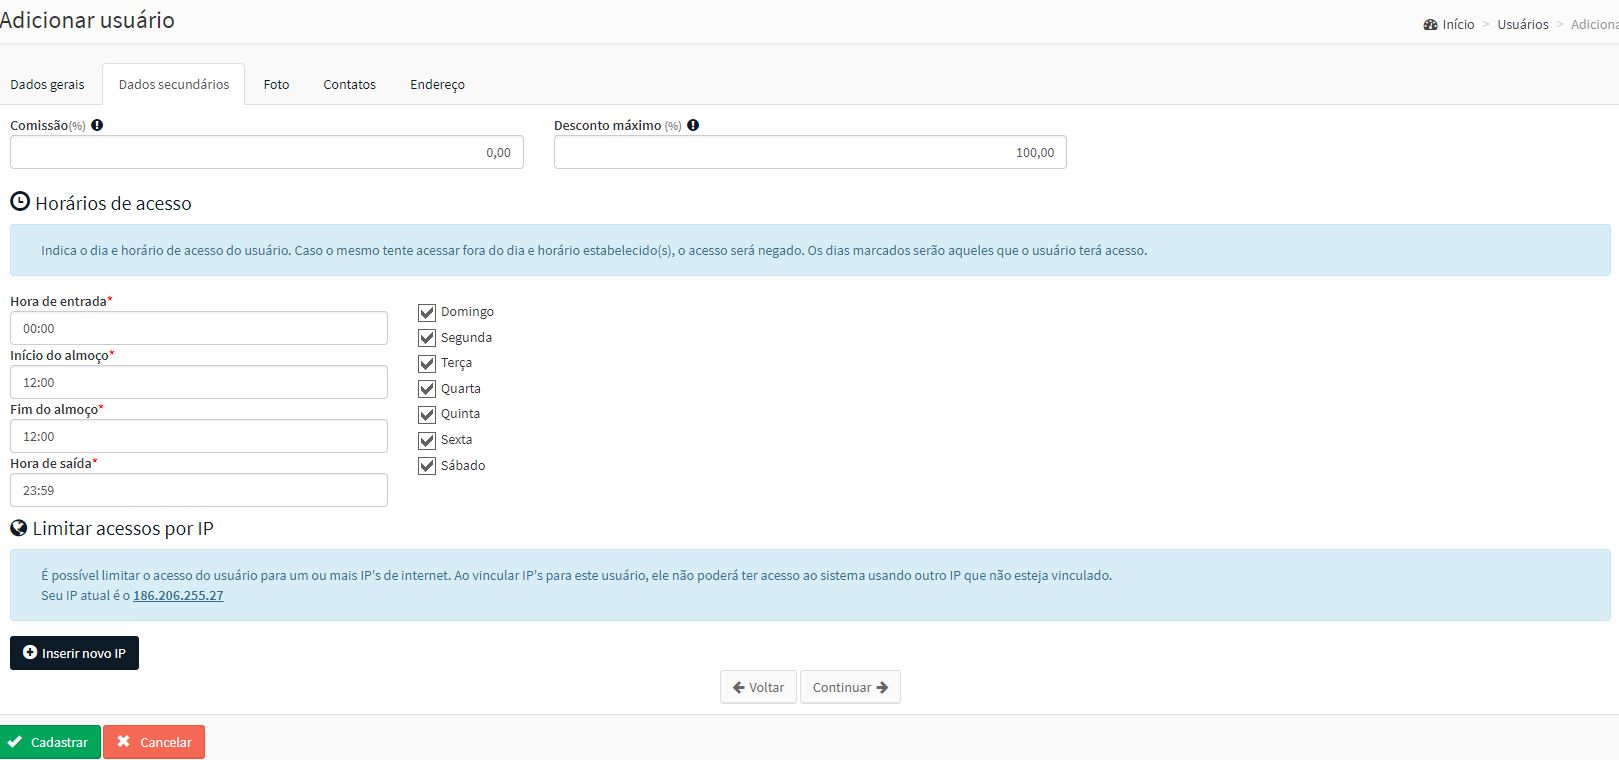 Adicionar usuário
Início > Usuários > Adiciona
Dados gerais Dados secundários Foto Contatos Endereço
Comissão(%) Desconto máximo (%)
0,00 100,00
Horários de acesso
Indica o dia e horário de acesso do usuário. Caso o mesmo tente acessar fora do dia e horário estabelecido(s), o acesso será negado. Os dias marcados serão aqueles que o usuário terá acesso.
Hora de entrada*
00:00
Início do almoço*
12:00
Fim do almoço*
12:00
Hora de saída*
23:59
Domingo
Segunda
Terça
Quarta
Quinta
Sexta
Sábado
Limitar acessos por IP
É possível limitar o acesso do usuário para um ou mais IP's de internet. Ao vincular IP's para este usuário, ele não poderá ter acesso ao sistema usando outro IP que não esteja vinculado.
Seu IP atual é o 186.206.255.27
Inserir novo IP
Voltar Continuar
Cadastrar Cancelar